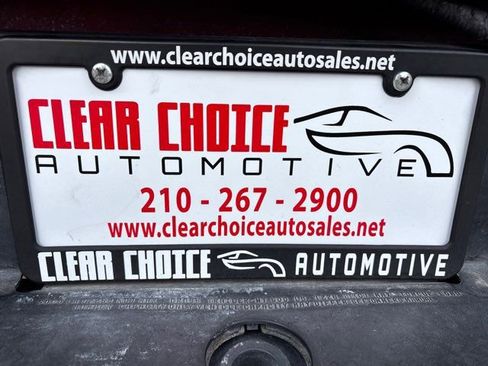 www.clearchoiceautosales.net
CLEAR CHOICE
AUTOMOTIVE
210 - 267 - 2900
www.clearchoiceautosales.net
CLEAR CHOICE AUTOMOTIVE